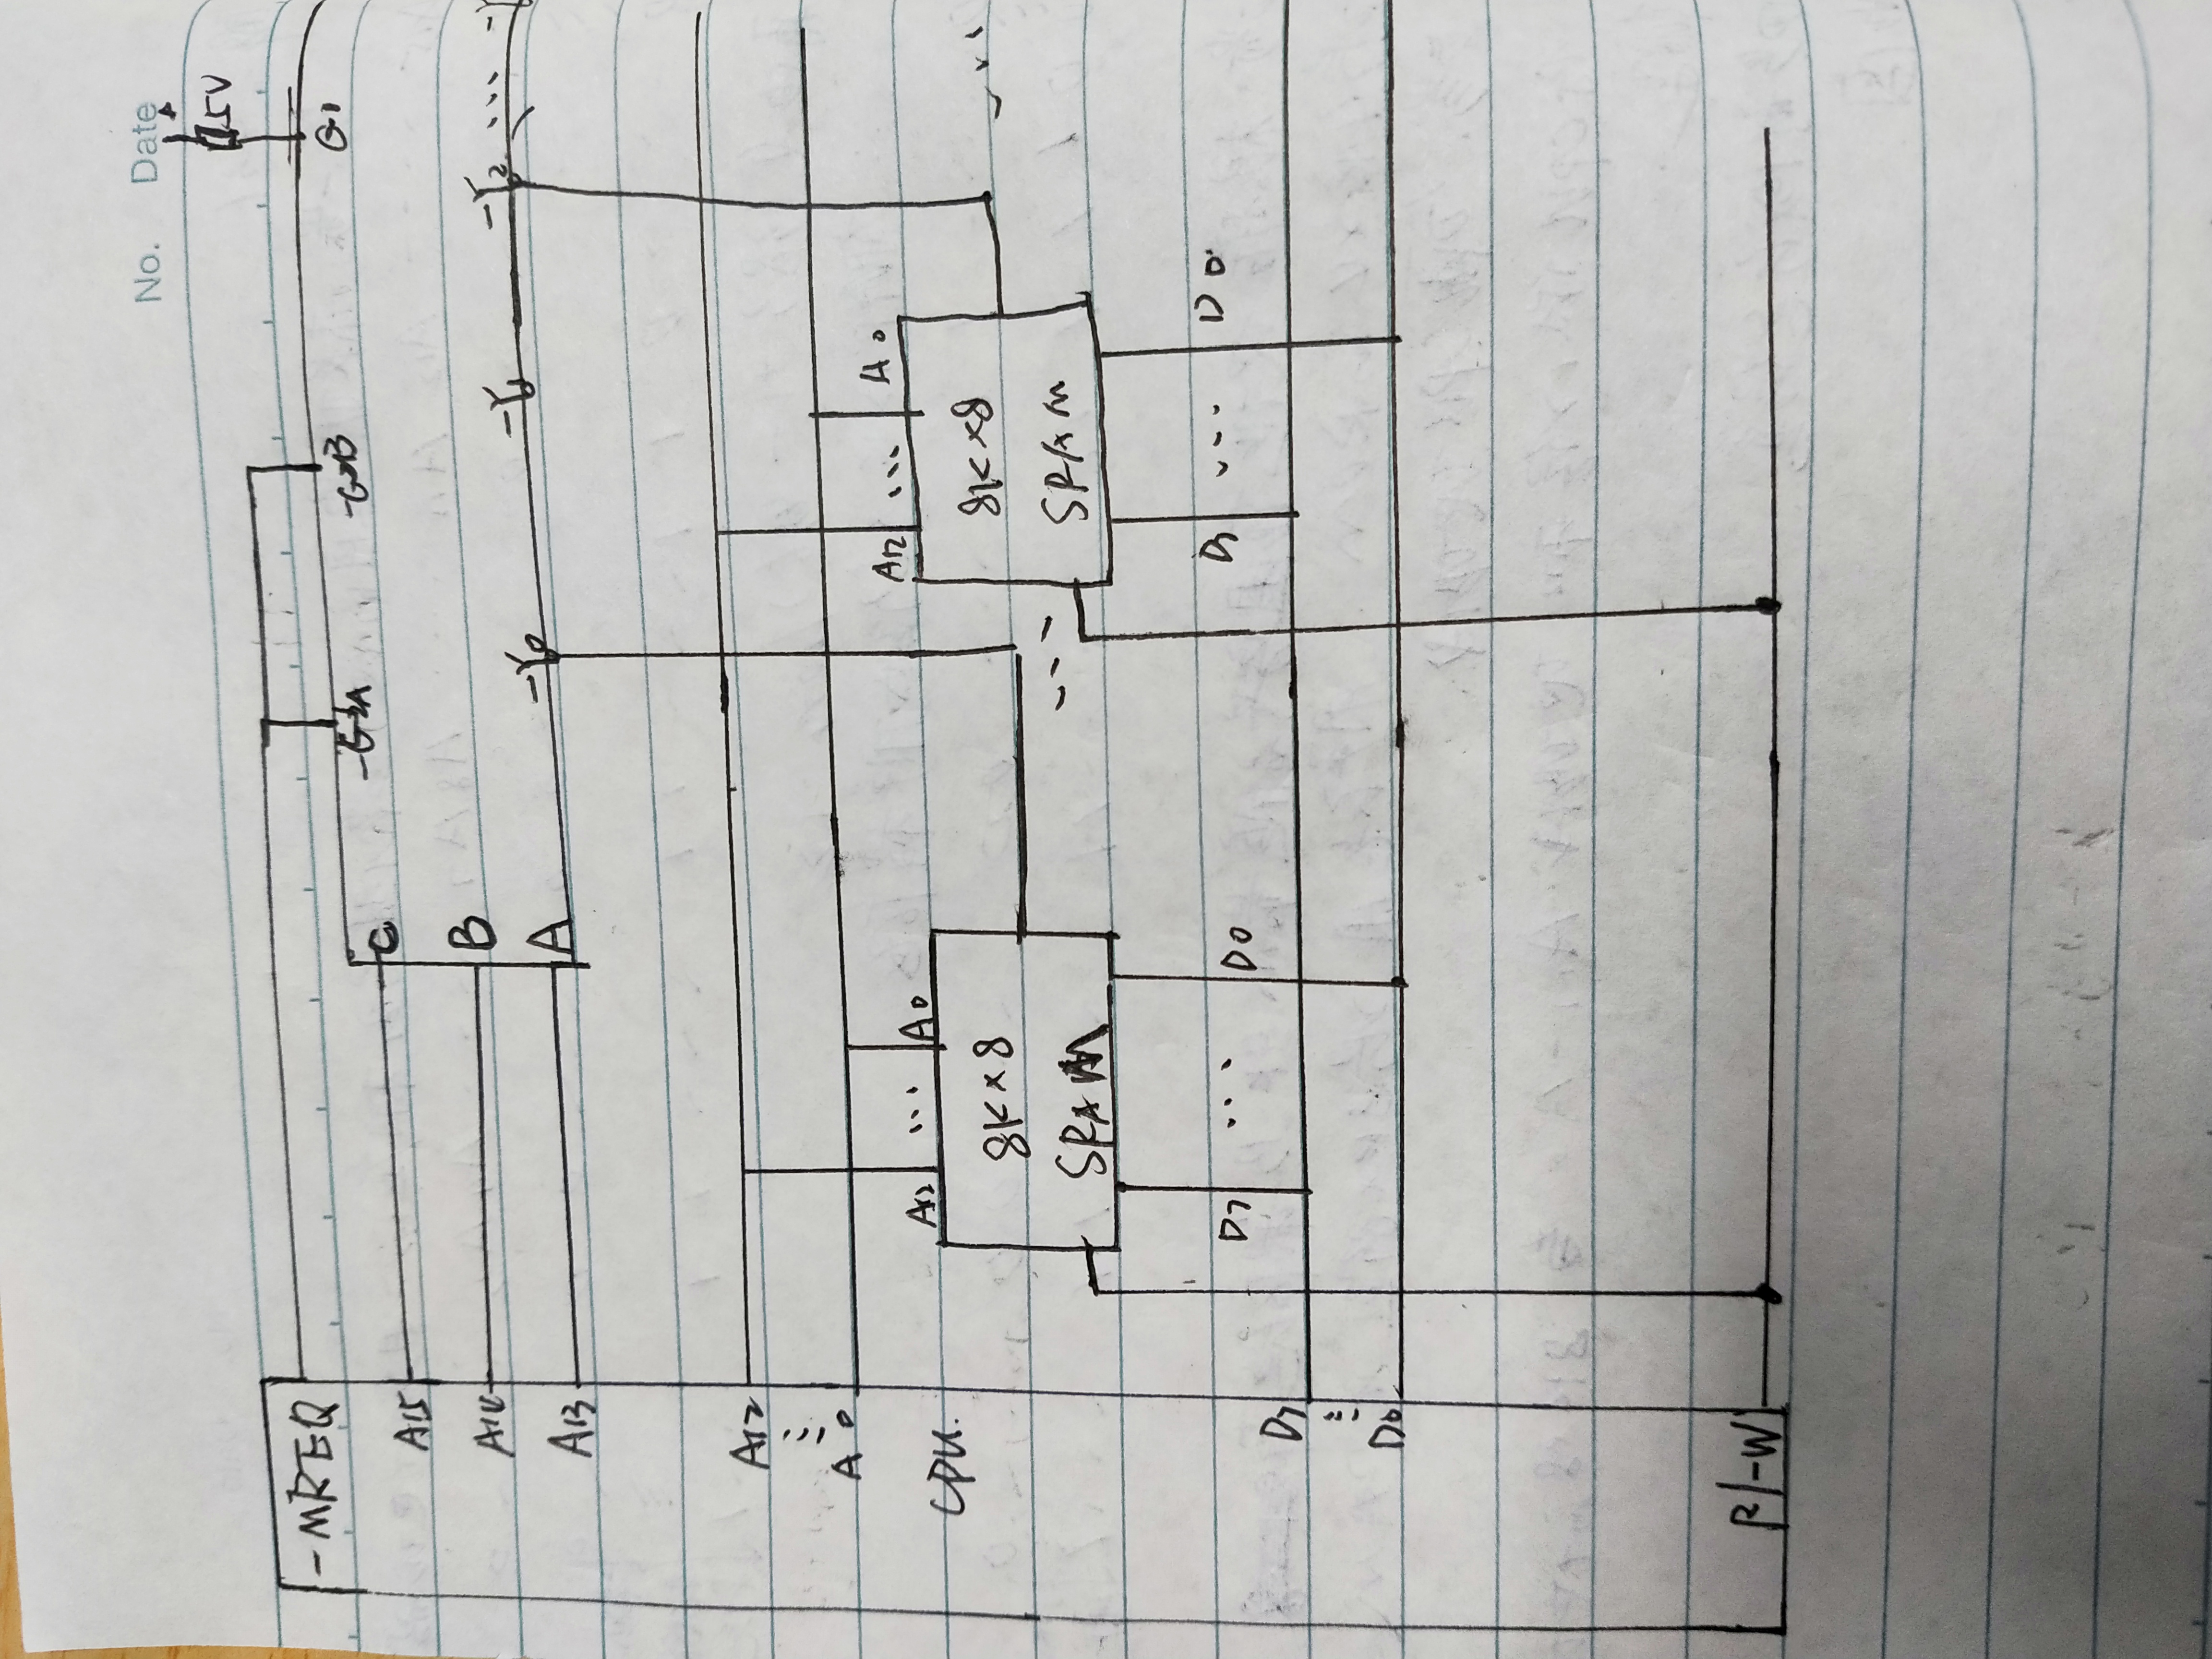 No.
Date
5V
-MREQ
-G2A
-G2B
G1
A15
C
A14
B
A13
A
-Y0
-Y1
-Y2
...
A12
⋮
A0
CPU.
A12 ... A0
8K×8
SRAM
D7 ... D0
A12 ... A0
8K×8
SRAM
D7 ... D0
D7
⋮
D0
R/-W